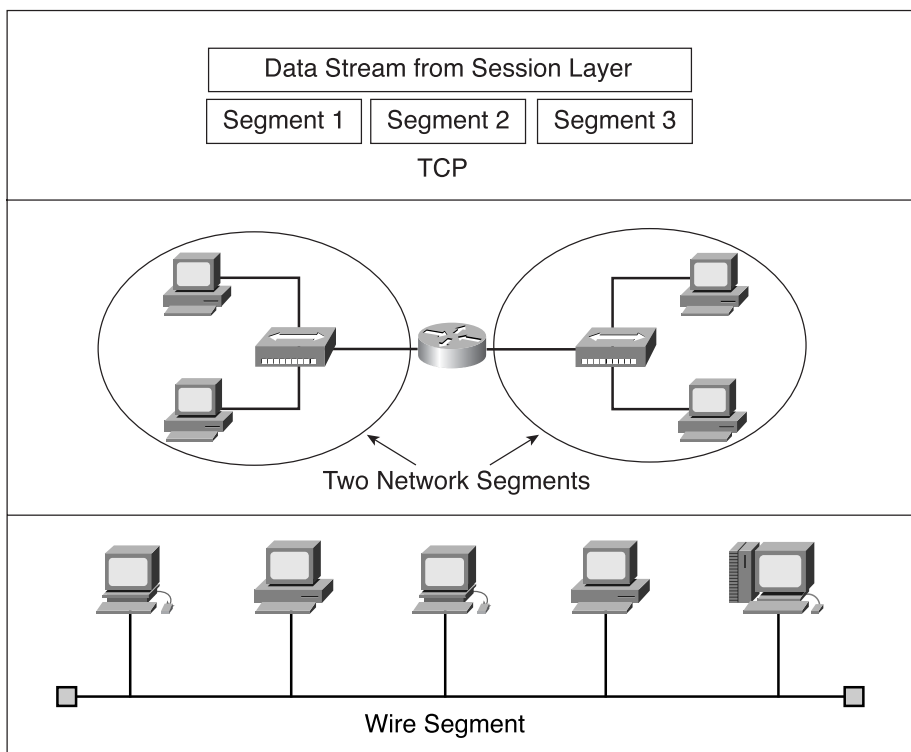 Data Stream from Session Layer
Segment 1
Segment 2
Segment 3
TCP
Two Network Segments
Wire Segment